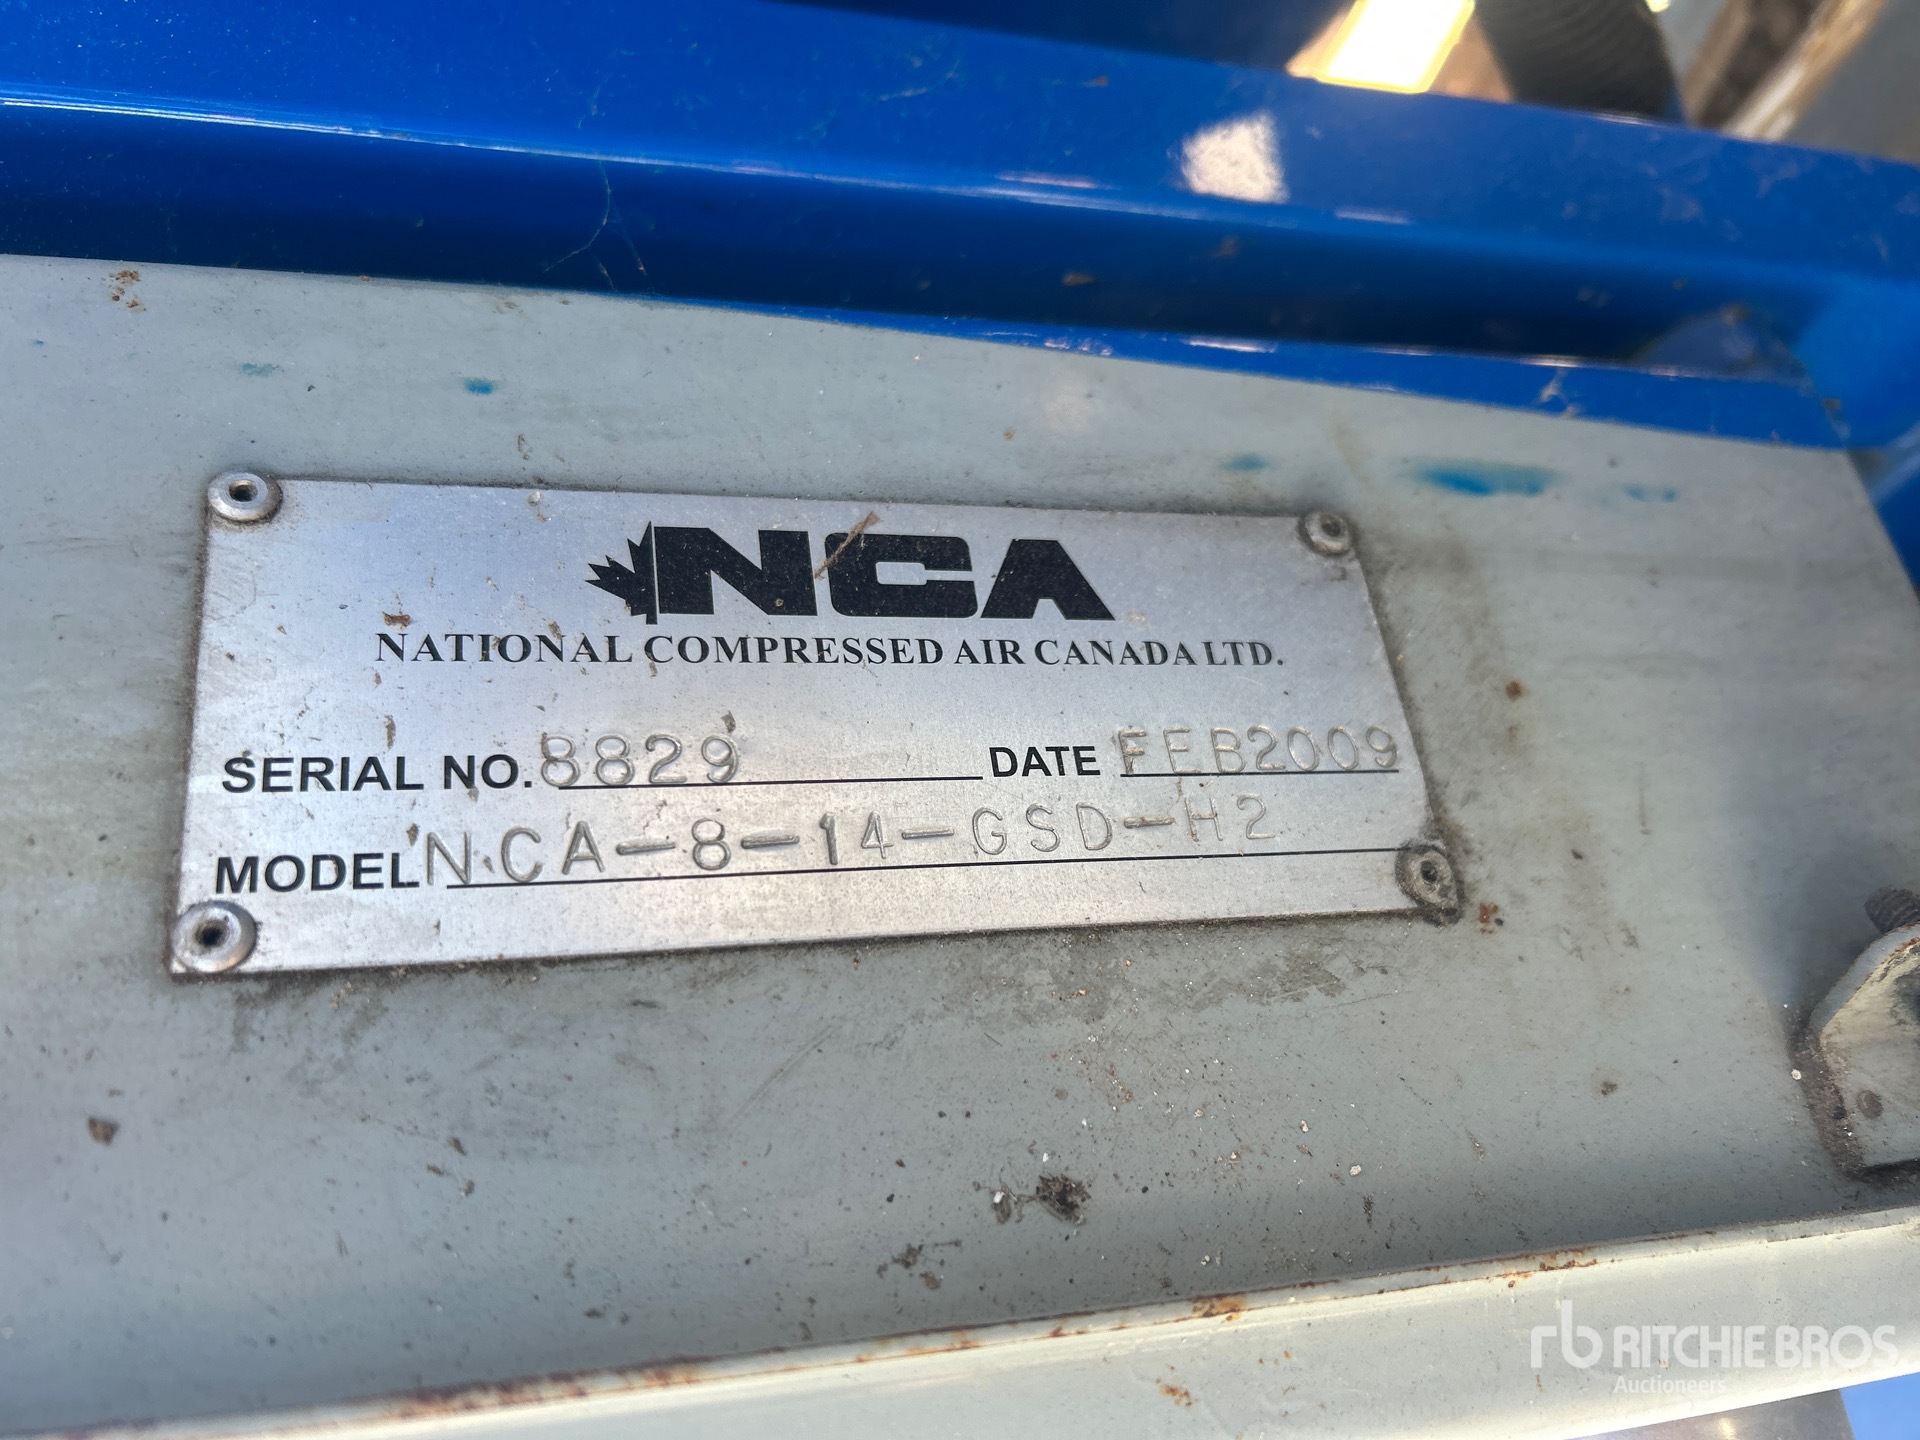 NCA
NATIONAL COMPRESSED AIR CANADA LTD.
SERIAL NO. 8829 DATE FEB2009
MODEL NCA-8-14-GSD-H2
rb RITCHIE BROS.
Auctioneers